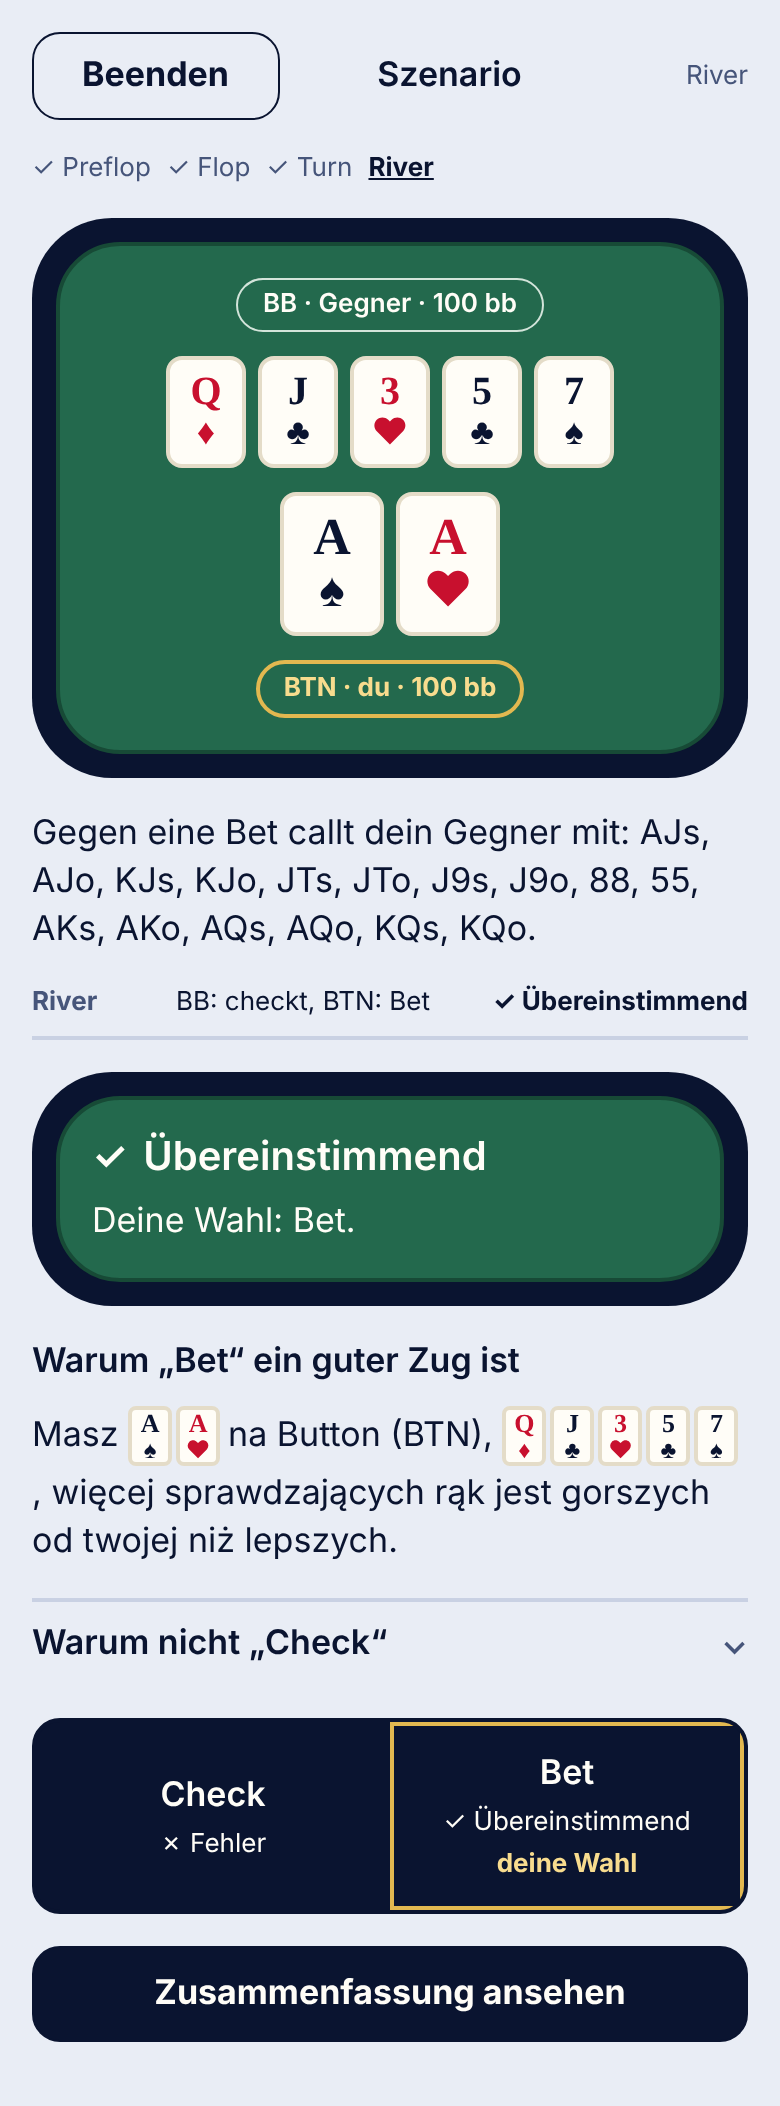 Beenden Szenario River
✓ Preflop ✓ Flop ✓ Turn River
BB · Gegner · 100 bb
Q♦ J♣ 3♥ 5♣ 7♠
A♠ A♥
BTN · du · 100 bb
Gegen eine Bet callt dein Gegner mit: AJs,
AJo, KJs, KJo, JTs, JTo, J9s, J9o, 88, 55,
AKs, AKo, AQs, AQo, KQs, KQo.
River BB: checkt, BTN: Bet ✓ Übereinstimmend
✓ Übereinstimmend
Deine Wahl: Bet.
Warum „Bet“ ein guter Zug ist
Masz A♠ A♥ na Button (BTN), Q♦ J♣ 3♥ 5♣ 7♠
, więcej sprawdzających rąk jest gorszych
od twojej niż lepszych.
Warum nicht „Check“
Check
✕ Fehler
Bet
✓ Übereinstimmend
deine Wahl
Zusammenfassung ansehen